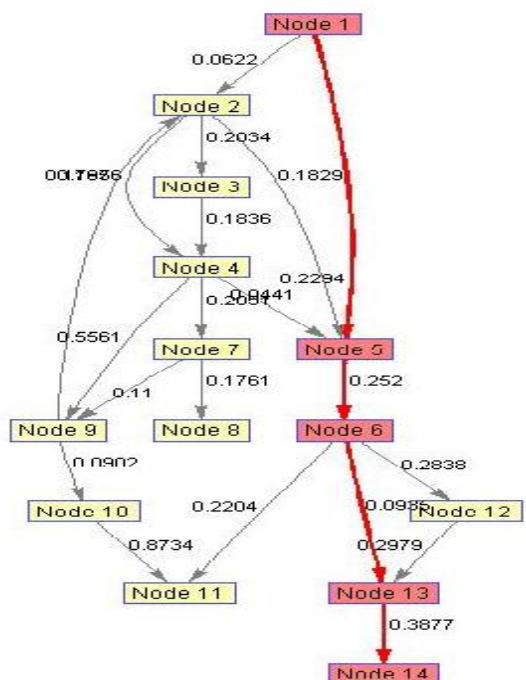 Node 1
0.0622
Node 2
0.2034
0.1829
Node 3
0.1836
Node 4
0.2294
0.0441
0.5561
Node 7
Node 5
0.11
0.1761
0.252
Node 9
Node 8
Node 6
0.0902
0.2838
Node 10
0.2204
Node 12
0.8734
0.2979
Node 11
Node 13
0.3877
Node 14